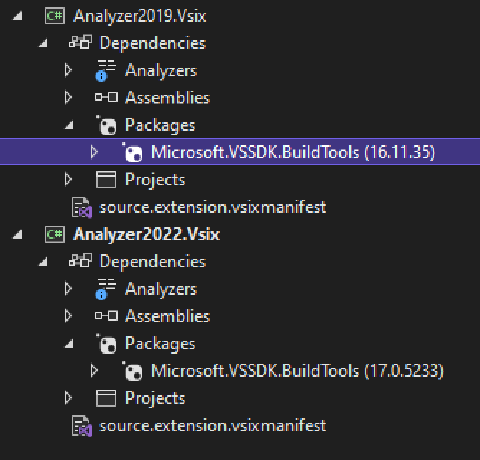 C# Analyzer2019.Vsix
Dependencies
Analyzers
Assemblies
Packages
Microsoft.VSSDK.BuildTools (16.11.35)
Projects
source.extension.vsixmanifest
C# Analyzer2022.Vsix
Dependencies
Analyzers
Assemblies
Packages
Microsoft.VSSDK.BuildTools (17.0.5233)
Projects
source.extension.vsixmanifest